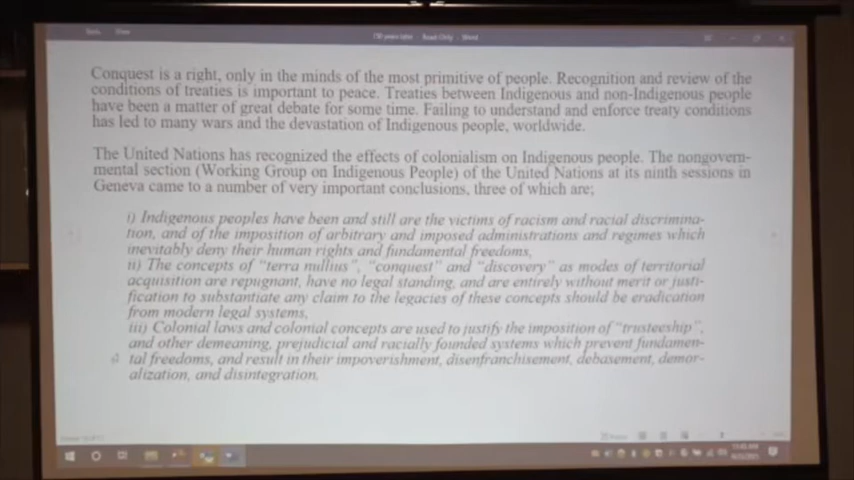 Read Only - Word
Conquest is a right, only in the minds of the most primitive of people. Recognition and review of the
conditions of treaties is important to peace. Treaties between Indigenous and non-Indigenous people
have been a matter of great debate for some time. Failing to understand and enforce treaty conditions
has led to many wars and the devastation of Indigenous people, worldwide.
The United Nations has recognized the effects of colonialism on Indigenous people. The nongovern-
mental section (Working Group on Indigenous People) of the United Nations at its ninth sessions in
Geneva came to a number of very important conclusions, three of which are;
i) Indigenous peoples have been and still are the victims of racism and racial discrimina-
tion, and of the imposition of arbitrary and imposed administrations and regimes which
inevitably deny their human rights and fundamental freedoms,
ii) The concepts of "terra nullius", "conquest" and "discovery" as modes of territorial
acquisition are repugnant, have no legal standing, and are entirely without merit or justi-
fication to substantiate any claim to the legacies of these concepts should be eradication
from modern legal systems,
iii) Colonial laws and colonial concepts are used to justify the imposition of "trusteeship",
and other demeaning, prejudicial and racially founded systems which prevent fundamen-
tal freedoms, and result in their impoverishment, disenfranchisement, debasement, demor-
alization, and disintegration.